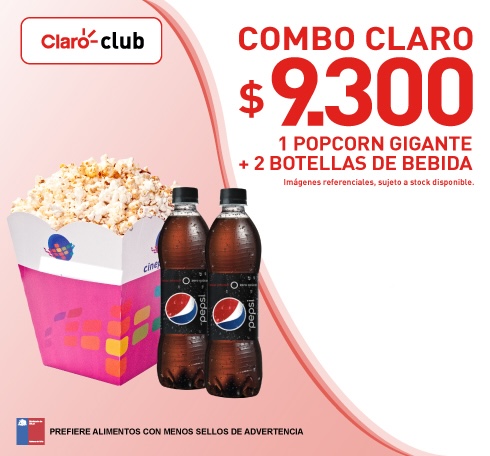 Claro-club
COMBO CLARO
$ 9.300
1 POPCORN GIGANTE
+ 2 BOTELLAS DE BEBIDA
Imágenes referenciales, sujeto a stock disponible.
cinep
pepsi
pepsi
PREFIERE ALIMENTOS CON MENOS SELLOS DE ADVERTENCIA